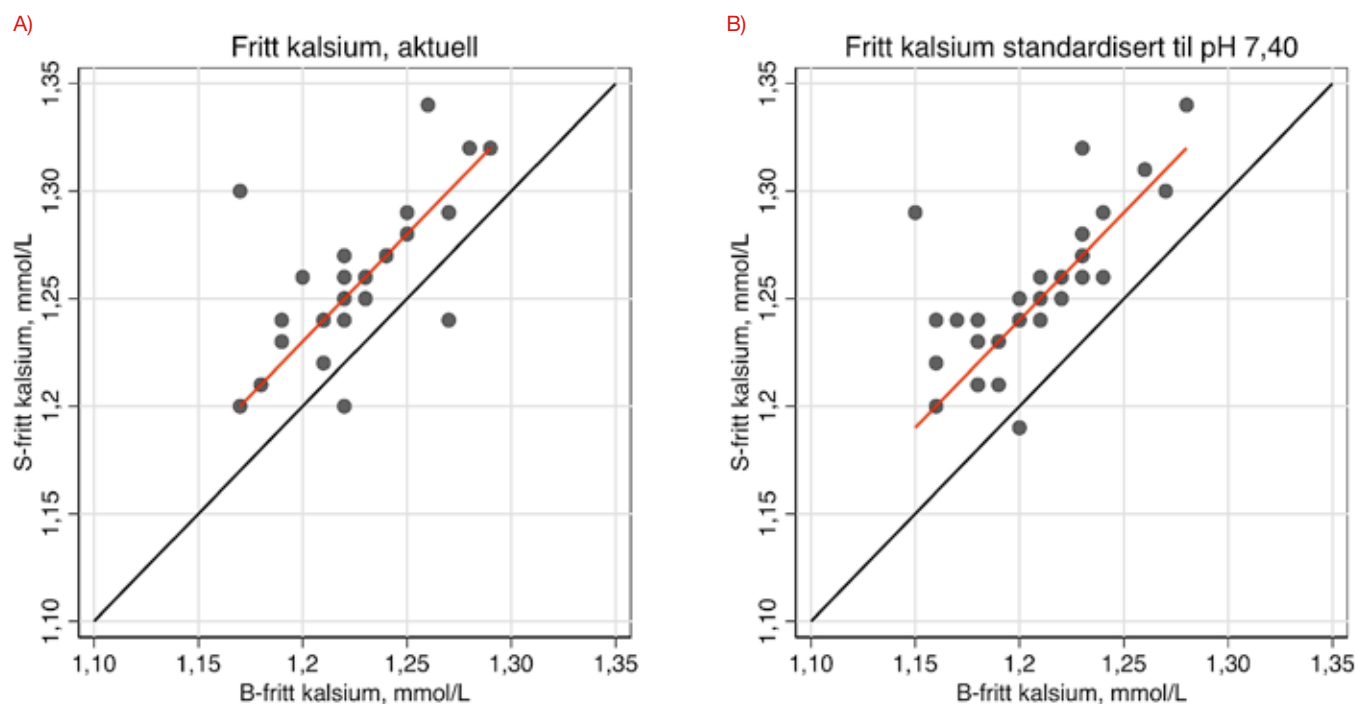 A)
Fritt kalsium, aktuell
S-fritt kalsium, mmol/L
1,35
1,30
1,25
1,2
1,15
1,10
1,10 1,15 1,2 1,25 1,30 1,35
B-fritt kalsium, mmol/L
B)
Fritt kalsium standardisert til pH 7,40
S-fritt kalsium, mmol/L
1,35
1,30
1,25
1,2
1,15
1,10
1,10 1,15 1,2 1,25 1,30 1,35
B-fritt kalsium, mmol/L